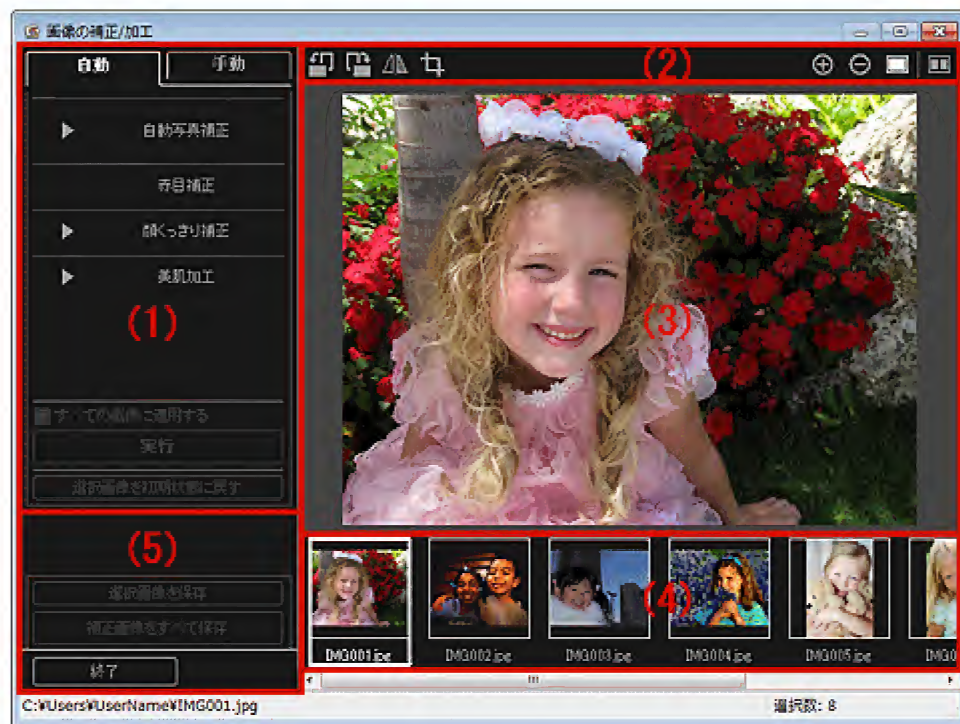 画像の補正/加工
自動
手動
(2)
自動写真補正
赤目補正
顔くっきり補正
美肌加工
(1)
(3)
すべての画像に適用する
実行
選択画像を初期状態に戻す
(5)
選択画像を保存
補正画像をすべて保存
終了
(4)
IMG001.jpg
IMG002.jpg
IMG003.jpg
IMG004.jpg
IMG005.jpg
IMG0
C:¥Users¥UserName¥IMG001.jpg
選択数: 8